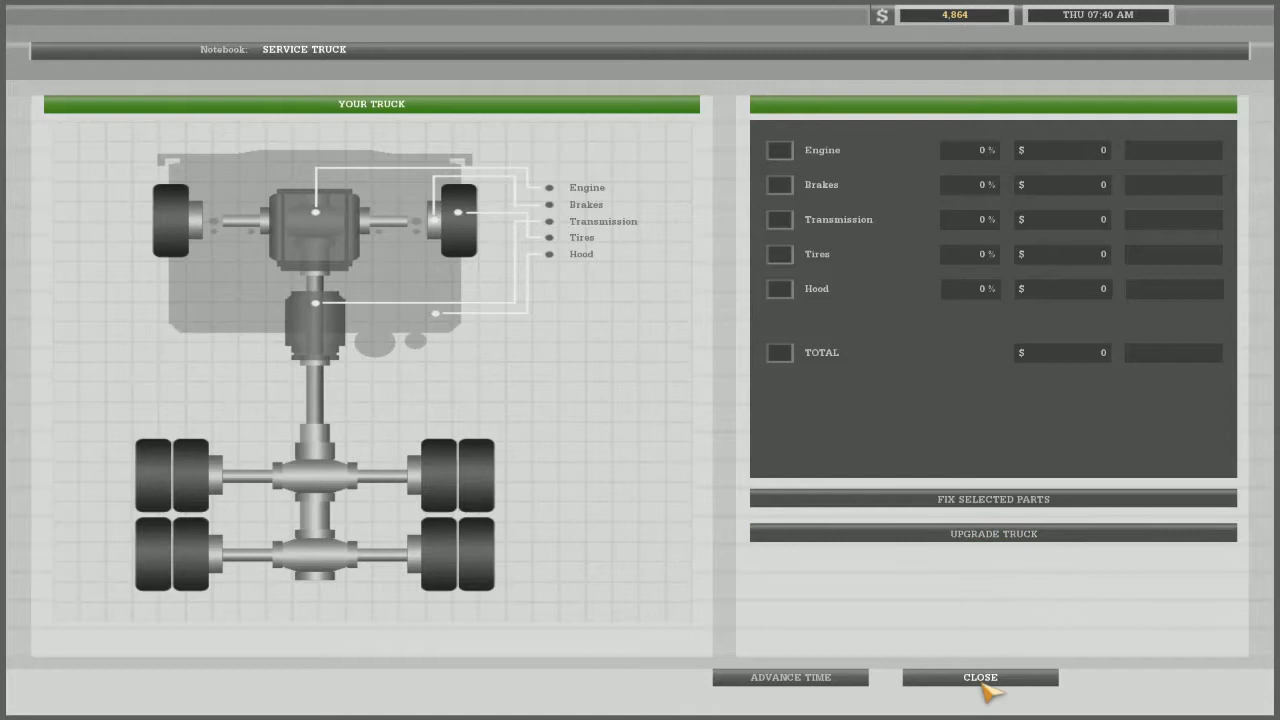 $ 4,864 THU 07:40 AM
Notebook: SERVICE TRUCK
YOUR TRUCK
Engine
Brakes
Transmission
Tires
Hood
Engine 0 % $ 0
Brakes 0 % $ 0
Transmission 0 % $ 0
Tires 0 % $ 0
Hood 0 % $ 0
TOTAL $ 0
FIX SELECTED PARTS
UPGRADE TRUCK
ADVANCE TIME CLOSE